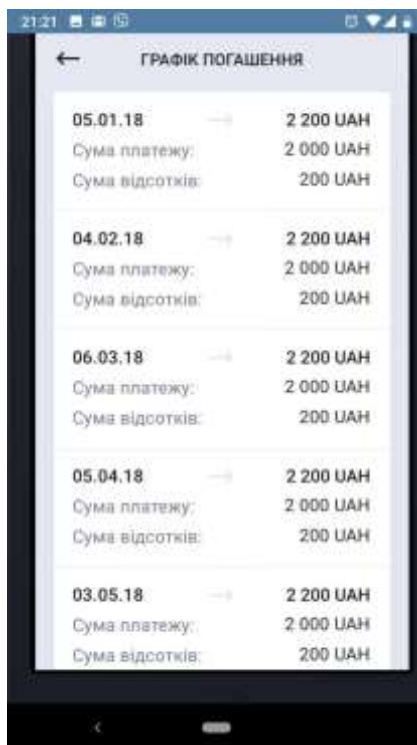 21:21
ГРАФІК ПОГАШЕННЯ
05.01.18 → 2 200 UAH
Сума платежу: 2 000 UAH
Сума відсотків: 200 UAH
04.02.18 → 2 200 UAH
Сума платежу: 2 000 UAH
Сума відсотків: 200 UAH
06.03.18 → 2 200 UAH
Сума платежу: 2 000 UAH
Сума відсотків: 200 UAH
05.04.18 → 2 200 UAH
Сума платежу: 2 000 UAH
Сума відсотків: 200 UAH
03.05.18 → 2 200 UAH
Сума платежу: 2 000 UAH
Сума відсотків: 200 UAH